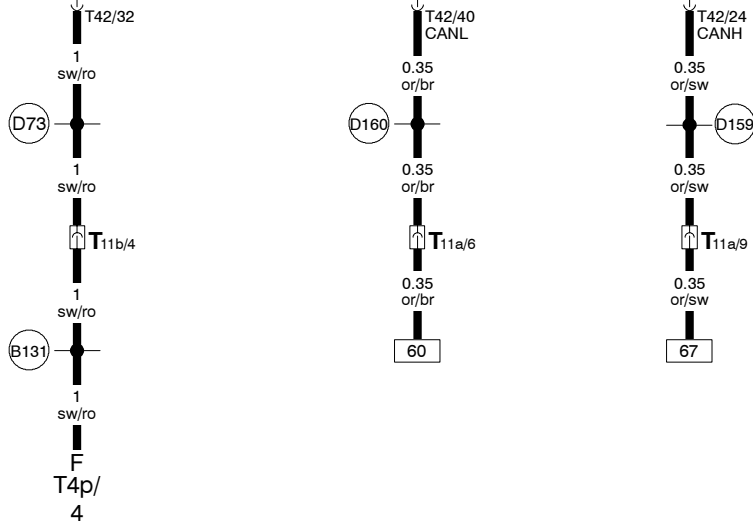 T42/32
T42/40
CANL
T42/24
CANH
1
sw/ro
0.35
or/br
0.35
or/sw
D73
D160
D159
1
sw/ro
0.35
or/br
0.35
or/sw
T11b/4
T11a/6
T11a/9
1
sw/ro
0.35
or/br
0.35
or/sw
B131
60
67
1
sw/ro
F
T4p/
4